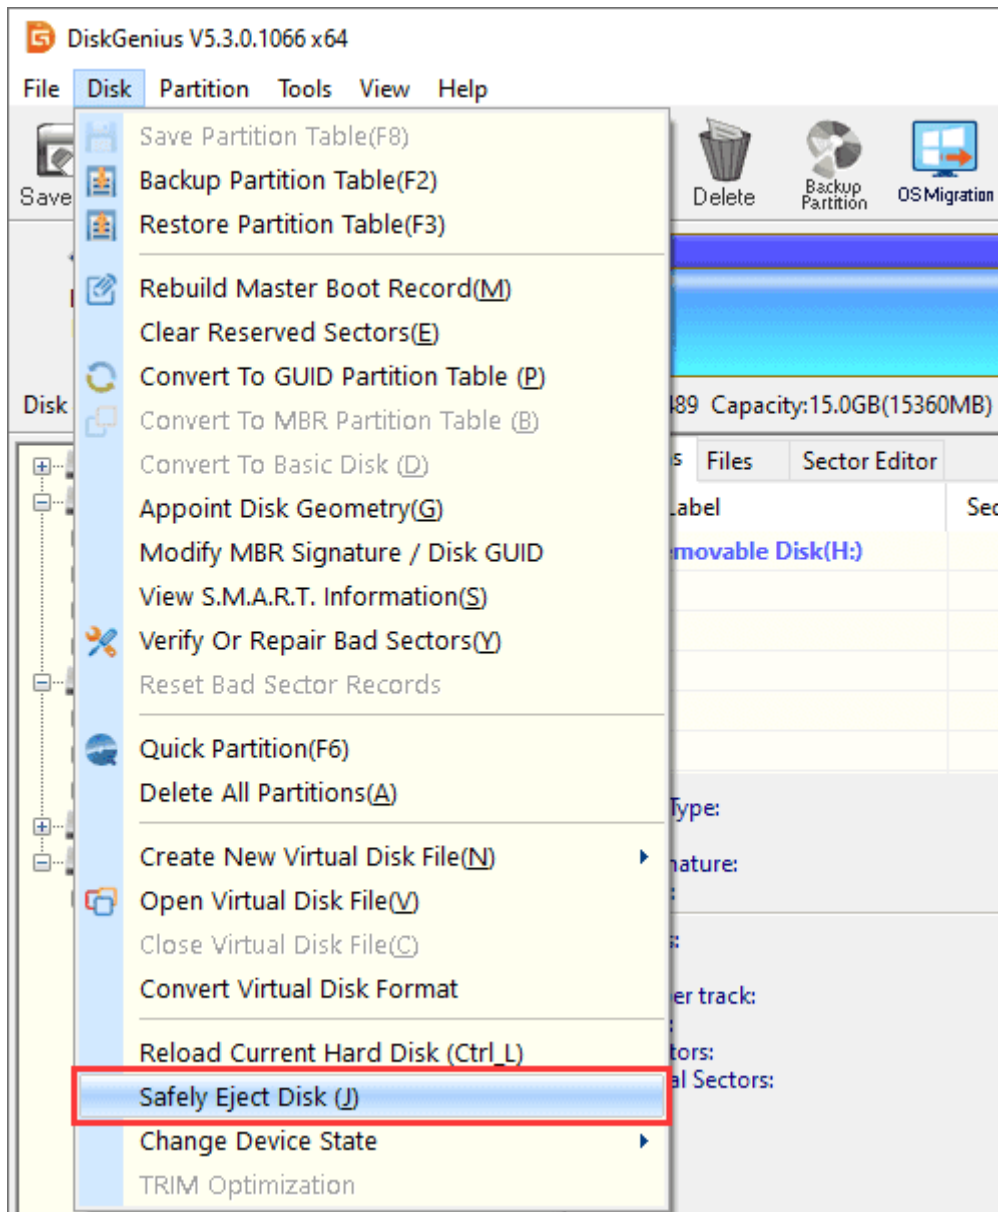 DiskGenius V5.3.0.1066 x64
File Disk Partition Tools View Help
Save Partition Table(F8)
Backup Partition Table(F2)
Restore Partition Table(F3)
Rebuild Master Boot Record(M)
Clear Reserved Sectors(E)
Convert To GUID Partition Table (P)
Convert To MBR Partition Table (B)
Convert To Basic Disk (D)
Appoint Disk Geometry(G)
Modify MBR Signature / Disk GUID
View S.M.A.R.T. Information(S)
Verify Or Repair Bad Sectors(Y)
Reset Bad Sector Records
Quick Partition(F6)
Delete All Partitions(A)
Create New Virtual Disk File(N)
Open Virtual Disk File(V)
Close Virtual Disk File(C)
Convert Virtual Disk Format
Reload Current Hard Disk (Ctrl_L)
Safely Eject Disk (J)
Change Device State
TRIM Optimization
Save
Delete
Backup
Partition
OS Migration
Disk
489 Capacity:15.0GB(15360MB)
Files Sector Editor
abel Sec
emovable Disk(H:)
Type:
nature:
er track:
tors:
al Sectors: